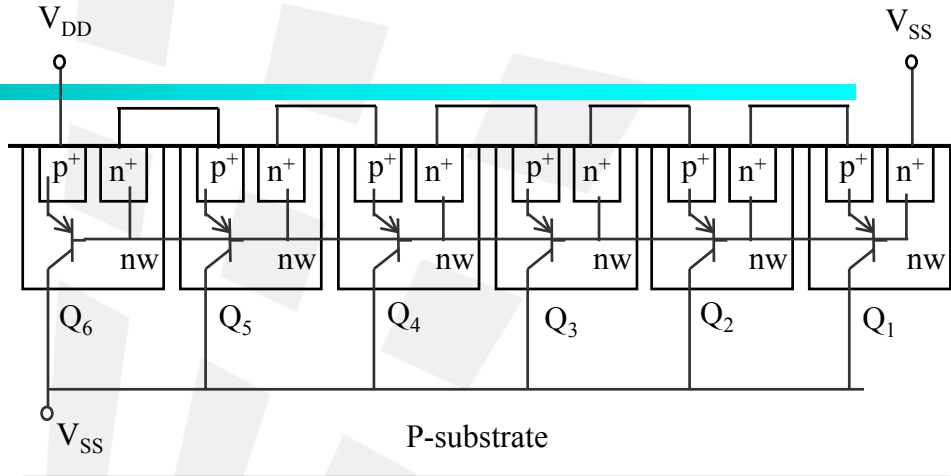 V_DD V_SS
p+ n+ p+ n+ p+ n+ p+ n+ p+ n+ p+ n+
nw nw nw nw nw nw
Q6 Q5 Q4 Q3 Q2 Q1
V_SS P-substrate